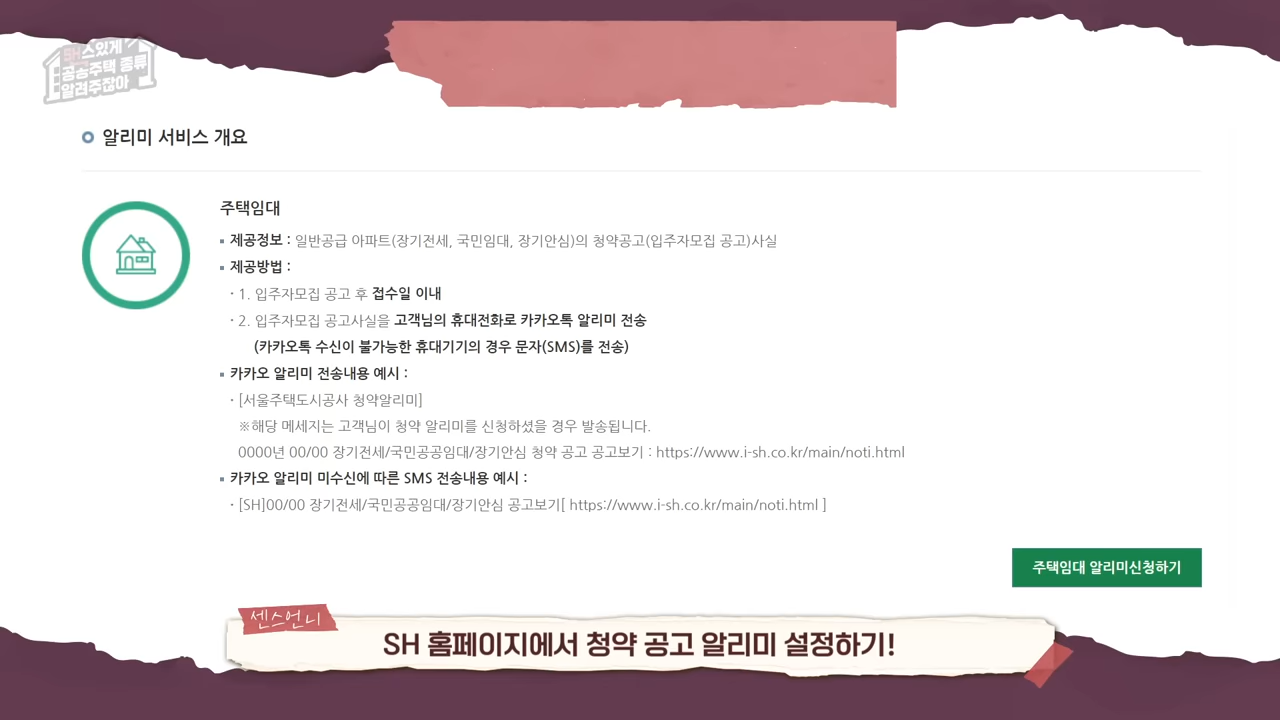 SH스있게
공공주택 종류
알려주잖아
알리미 서비스 개요
주택임대
제공정보 : 일반공급 아파트(장기전세, 국민임대, 장기안심)의 청약공고(입주자모집 공고)사실
제공방법 :
· 1. 입주자모집 공고 후 접수일 이내
· 2. 입주자모집 공고사실을 고객님의 휴대전화로 카카오톡 알리미 전송
(카카오톡 수신이 불가능한 휴대기기의 경우 문자(SMS)를 전송)
카카오 알리미 전송내용 예시 :
· [서울주택도시공사 청약알리미]
※해당 메세지는 고객님이 청약 알리미를 신청하셨을 경우 발송됩니다.
0000년 00/00 장기전세/국민공공임대/장기안심 청약 공고 공고보기 : https://www.i-sh.co.kr/main/noti.html
카카오 알리미 미수신에 따른 SMS 전송내용 예시 :
· [SH]00/00 장기전세/국민공공임대/장기안심 공고보기[ https://www.i-sh.co.kr/main/noti.html ]
주택임대 알리미신청하기
센스언니
SH 홈페이지에서 청약 공고 알리미 설정하기!